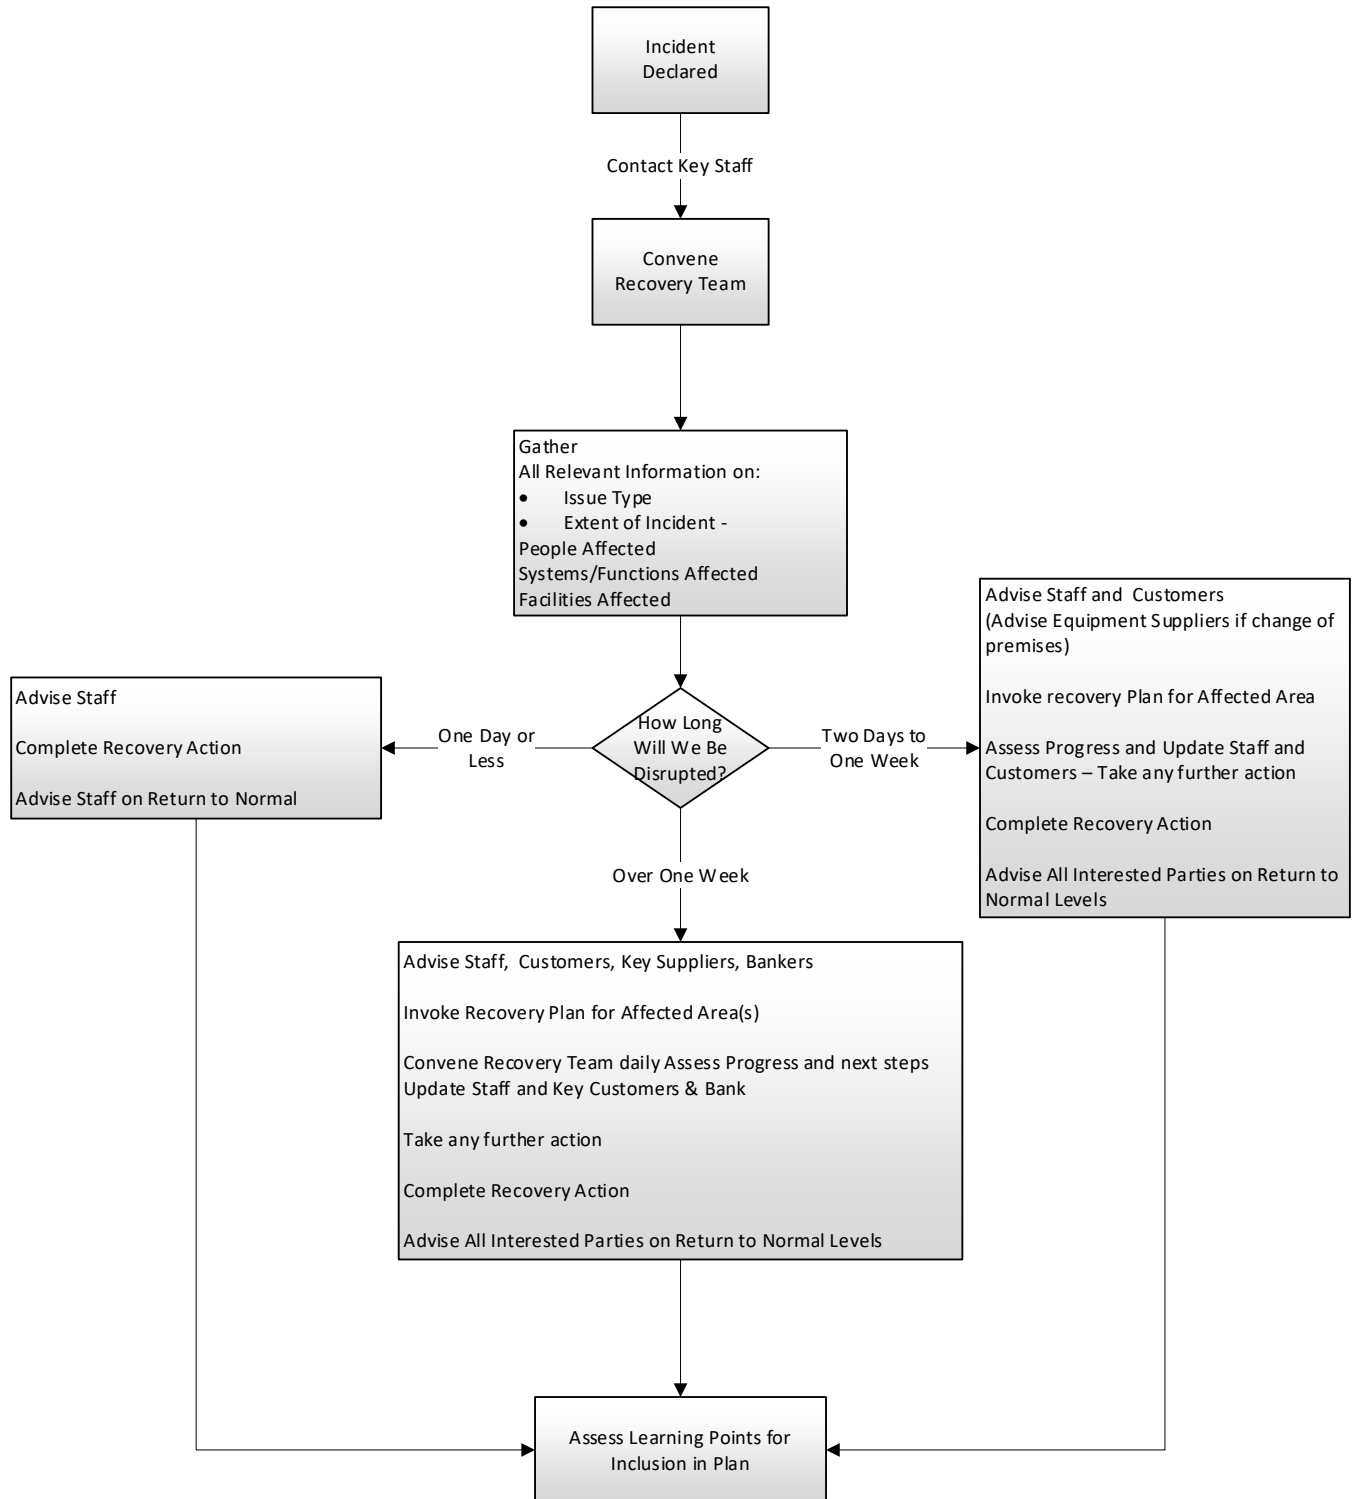 Incident
Declared
Contact Key Staff
Convene
Recovery Team
Gather
All Relevant Information on:
• Issue Type
• Extent of Incident -
People Affected
Systems/Functions Affected
Facilities Affected
How Long
Will We Be
Disrupted?
One Day or
Less
Advise Staff
Complete Recovery Action
Advise Staff on Return to Normal
Two Days to
One Week
Advise Staff and Customers
(Advise Equipment Suppliers if change of
premises)
Invoke recovery Plan for Affected Area
Assess Progress and Update Staff and
Customers – Take any further action
Complete Recovery Action
Advise All Interested Parties on Return to
Normal Levels
Over One Week
Advise Staff, Customers, Key Suppliers, Bankers
Invoke Recovery Plan for Affected Area(s)
Convene Recovery Team daily Assess Progress and next steps
Update Staff and Key Customers & Bank
Take any further action
Complete Recovery Action
Advise All Interested Parties on Return to Normal Levels
Assess Learning Points for
Inclusion in Plan